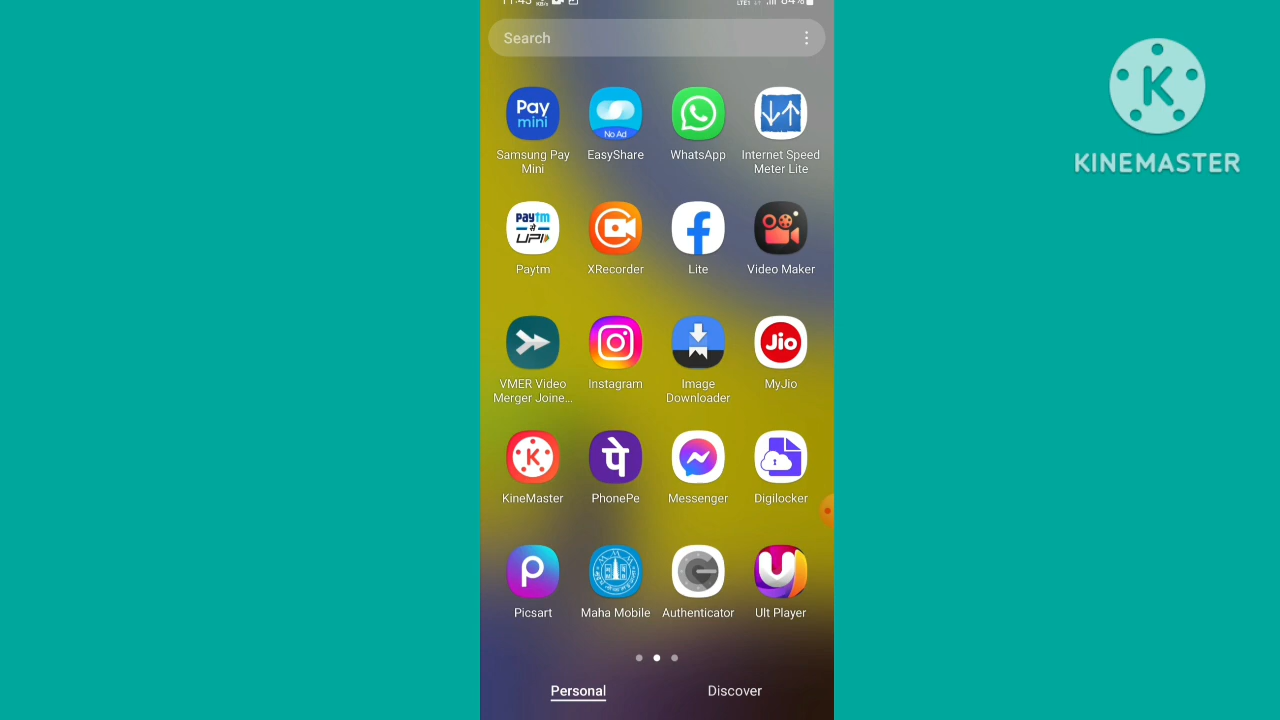 Search
Pay
mini
No Ad
Samsung Pay
Mini
EasyShare
WhatsApp
Internet Speed
Meter Lite
Paytm
UPI
Paytm
XRecorder
Lite
Video Maker
Jio
VMER Video
Merger Joine...
Instagram
Image
Downloader
MyJio
K
पे
KineMaster
PhonePe
Messenger
Digilocker
Picsart
Maha Mobile
Authenticator
Ult Player
Personal
Discover
K
KINEMASTER